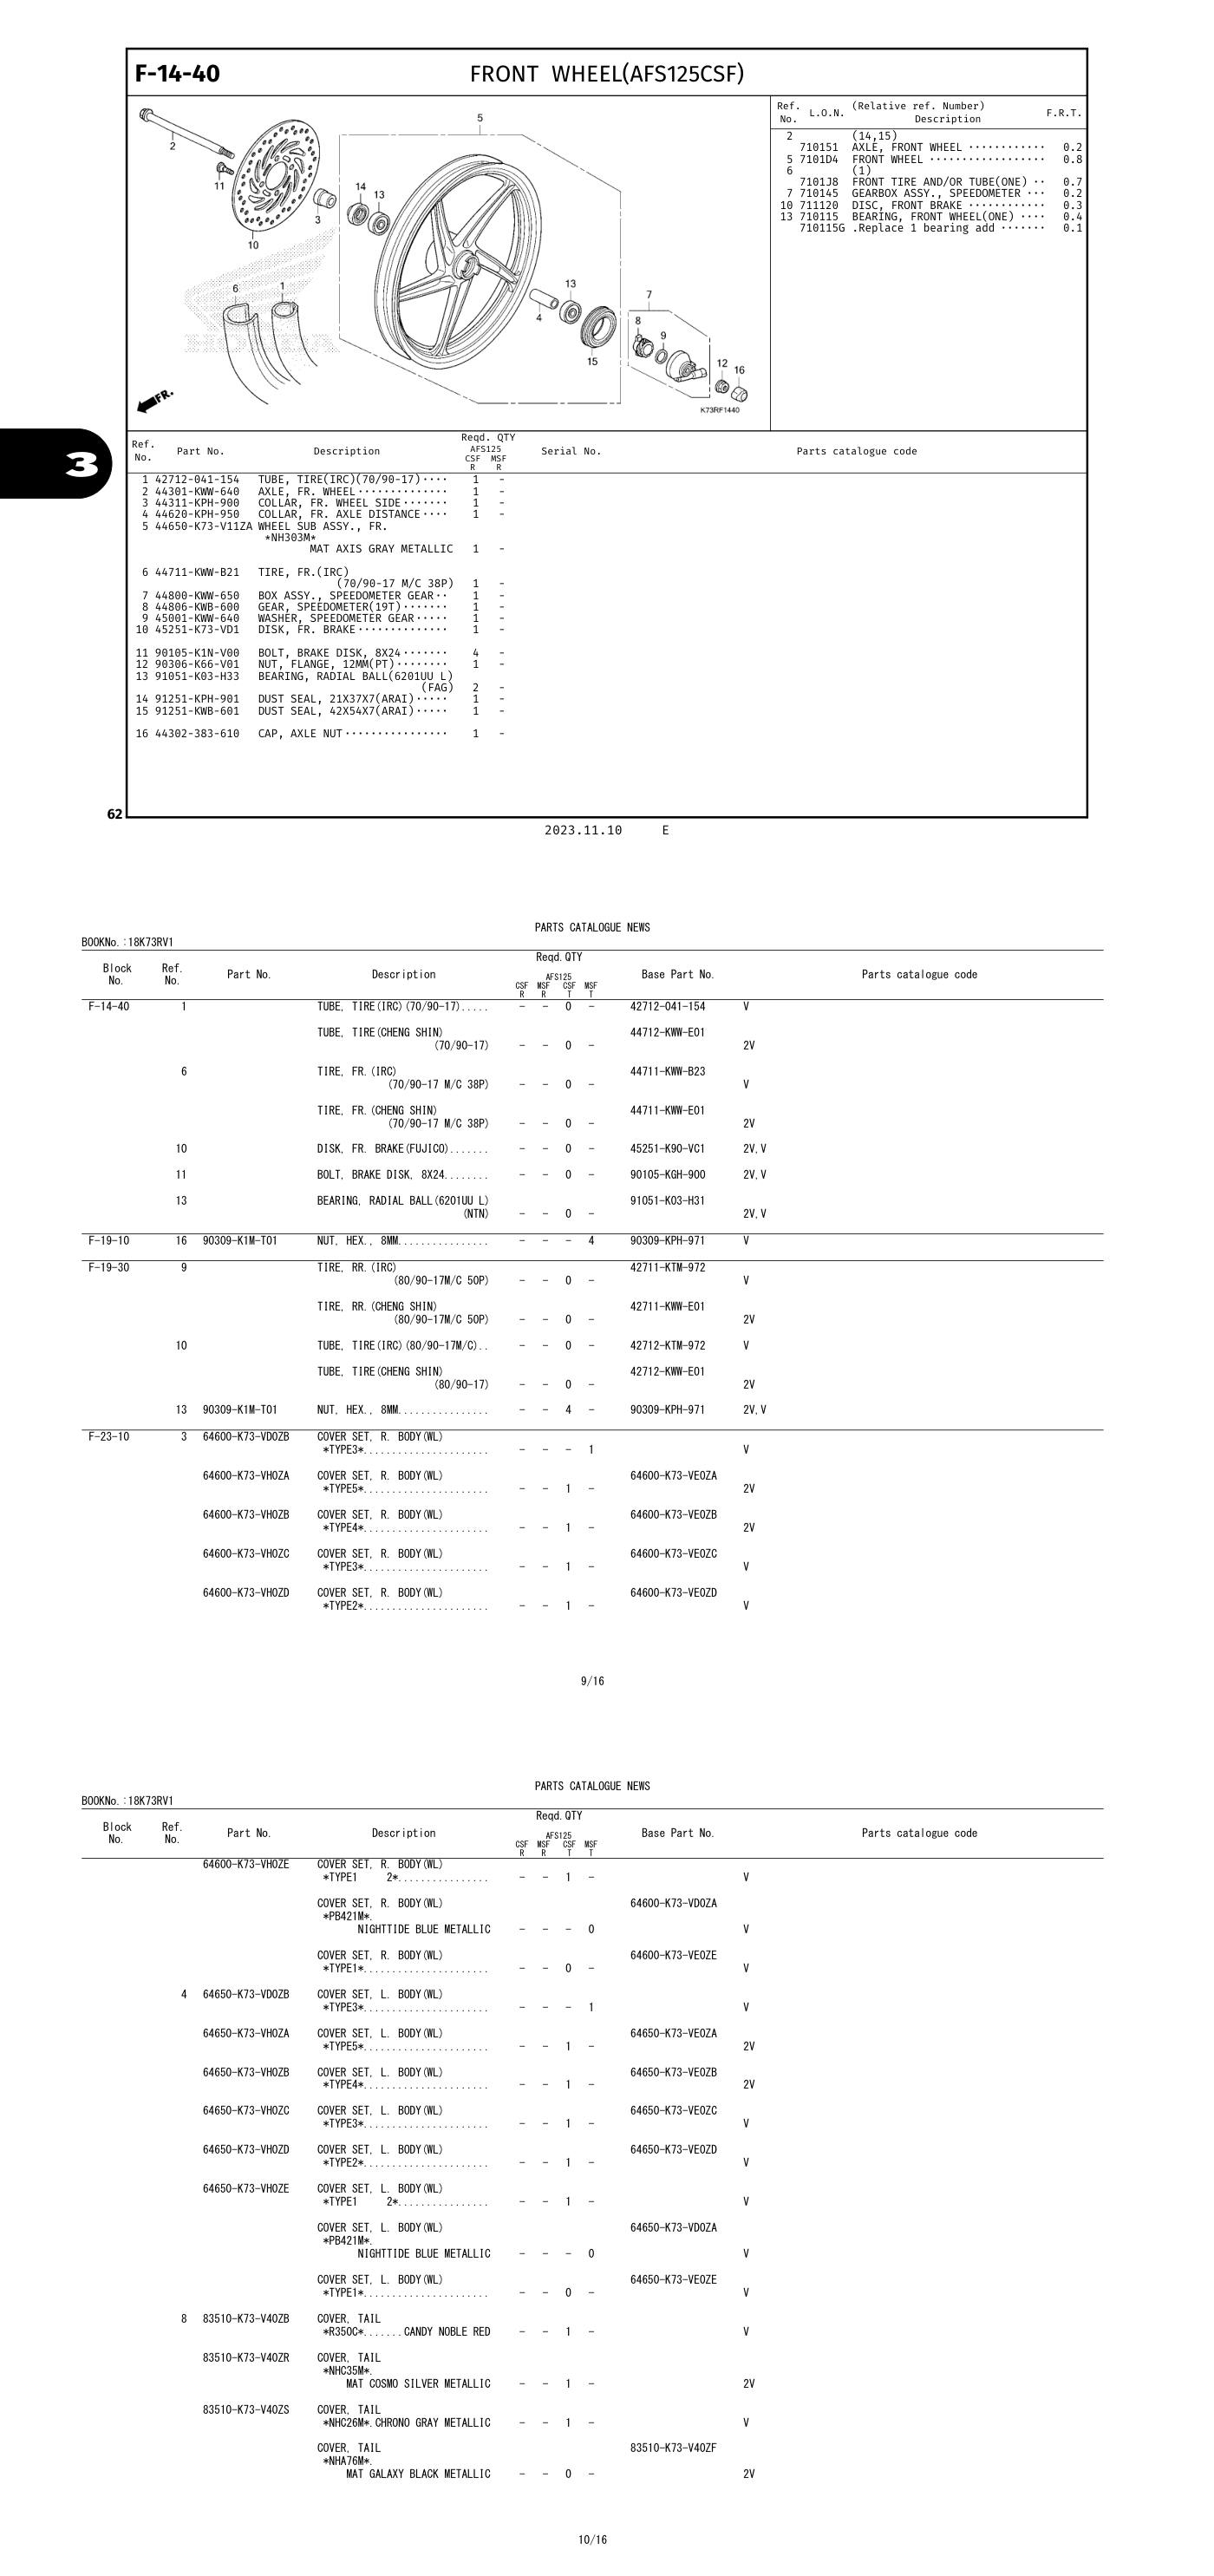 F-14-40 FRONT WHEEL(AFS125CSF)
5
2
11
10
3
14
13
6
1
13
4
15
7
8
9
12
16
FR.
K73RF1440
HONDA
Ref. No. L.O.N. (Relative ref. Number) Description F.R.T.
2 (14,15)
710151 AXLE, FRONT WHEEL ············ 0.2
5 7101D4 FRONT WHEEL ·················· 0.8
6 (1)
7101J8 FRONT TIRE AND/OR TUBE(ONE) ·· 0.7
7 710145 GEARBOX ASSY., SPEEDOMETER ··· 0.2
10 711120 DISC, FRONT BRAKE ············ 0.3
13 710115 BEARING, FRONT WHEEL(ONE) ···· 0.4
710115G .Replace 1 bearing add ······· 0.1
3
Reqd. QTY
Ref. No. Part No. Description AFS125 Serial No. Parts catalogue code
CSF MSF
R R
1 42712-041-154 TUBE, TIRE(IRC)(70/90-17)···· 1 -
2 44301-KWW-640 AXLE, FR. WHEEL·············· 1 -
3 44311-KPH-900 COLLAR, FR. WHEEL SIDE······· 1 -
4 44620-KPH-950 COLLAR, FR. AXLE DISTANCE···· 1 -
5 44650-K73-V11ZA WHEEL SUB ASSY., FR.
*NH303M*
MAT AXIS GRAY METALLIC 1 -
6 44711-KWW-B21 TIRE, FR.(IRC)
(70/90-17 M/C 38P) 1 -
7 44800-KWW-650 BOX ASSY., SPEEDOMETER GEAR·· 1 -
8 44806-KWB-600 GEAR, SPEEDOMETER(19T)······· 1 -
9 45001-KWW-640 WASHER, SPEEDOMETER GEAR····· 1 -
10 45251-K73-VD1 DISK, FR. BRAKE·············· 1 -
11 90105-K1N-V00 BOLT, BRAKE DISK, 8X24······· 4 -
12 90306-K66-V01 NUT, FLANGE, 12MM(PT)········ 1 -
13 91051-K03-H33 BEARING, RADIAL BALL(6201UU L)
(FAG) 2 -
14 91251-KPH-901 DUST SEAL, 21X37X7(ARAI)····· 1 -
15 91251-KWB-601 DUST SEAL, 42X54X7(ARAI)····· 1 -
16 44302-383-610 CAP, AXLE NUT················ 1 -
62
2023.11.10 E
PARTS CATALOGUE NEWS
BOOKNo. :18K73RV1
Reqd.QTY
Block No. Ref. No. Part No. Description AFS125 Base Part No. Parts catalogue code
CSF MSF CSF MSF
R R T T
F-14-40 1 TUBE, TIRE(IRC)(70/90-17)..... - - 0 - 42712-041-154 V
TUBE, TIRE(CHENG SHIN) 44712-KWW-E01
(70/90-17) - - 0 - 2V
6 TIRE, FR.(IRC) 44711-KWW-B23
(70/90-17 M/C 38P) - - 0 - V
TIRE, FR.(CHENG SHIN) 44711-KWW-E01
(70/90-17 M/C 38P) - - 0 - 2V
10 DISK, FR. BRAKE(FUJICO)....... - - 0 - 45251-K90-VC1 2V,V
11 BOLT, BRAKE DISK, 8X24........ - - 0 - 90105-KGH-900 2V,V
13 BEARING, RADIAL BALL(6201UU L) 91051-K03-H31
(NTN) - - 0 - 2V,V
F-19-10 16 90309-K1M-T01 NUT, HEX., 8MM................ - - - 4 90309-KPH-971 V
F-19-30 9 TIRE, RR.(IRC) 42711-KTM-972
(80/90-17M/C 50P) - - 0 - V
TIRE, RR.(CHENG SHIN) 42711-KWW-E01
(80/90-17M/C 50P) - - 0 - 2V
10 TUBE, TIRE(IRC)(80/90-17M/C).. - - 0 - 42712-KTM-972 V
TUBE, TIRE(CHENG SHIN) 42712-KWW-E01
(80/90-17) - - 0 - 2V
13 90309-K1M-T01 NUT, HEX., 8MM................ - - 4 - 90309-KPH-971 2V,V
F-23-10 3 64600-K73-VD0ZB COVER SET, R. BODY(WL)
*TYPE3*...................... - - - 1 V
64600-K73-VH0ZA COVER SET, R. BODY(WL) 64600-K73-VE0ZA
*TYPE5*...................... - - 1 - 2V
64600-K73-VH0ZB COVER SET, R. BODY(WL) 64600-K73-VE0ZB
*TYPE4*...................... - - 1 - 2V
64600-K73-VH0ZC COVER SET, R. BODY(WL) 64600-K73-VE0ZC
*TYPE3*...................... - - 1 - V
64600-K73-VH0ZD COVER SET, R. BODY(WL) 64600-K73-VE0ZD
*TYPE2*...................... - - 1 - V
9/16
PARTS CATALOGUE NEWS
BOOKNo. :18K73RV1
Reqd.QTY
Block No. Ref. No. Part No. Description AFS125 Base Part No. Parts catalogue code
CSF MSF CSF MSF
R R T T
64600-K73-VH0ZE COVER SET, R. BODY(WL)
*TYPE1 2*................ - - 1 - V
COVER SET, R. BODY(WL) 64600-K73-VD0ZA
*PB421M*.
NIGHTTIDE BLUE METALLIC - - - 0 V
COVER SET, R. BODY(WL) 64600-K73-VE0ZE
*TYPE1*...................... - - 0 - V
4 64650-K73-VD0ZB COVER SET, L. BODY(WL)
*TYPE3*...................... - - - 1 V
64650-K73-VH0ZA COVER SET, L. BODY(WL) 64650-K73-VE0ZA
*TYPE5*...................... - - 1 - 2V
64650-K73-VH0ZB COVER SET, L. BODY(WL) 64650-K73-VE0ZB
*TYPE4*...................... - - 1 - 2V
64650-K73-VH0ZC COVER SET, L. BODY(WL) 64650-K73-VE0ZC
*TYPE3*...................... - - 1 - V
64650-K73-VH0ZD COVER SET, L. BODY(WL) 64650-K73-VE0ZD
*TYPE2*...................... - - 1 - V
64650-K73-VH0ZE COVER SET, L. BODY(WL)
*TYPE1 2*................ - - 1 - V
COVER SET, L. BODY(WL) 64650-K73-VD0ZA
*PB421M*.
NIGHTTIDE BLUE METALLIC - - - 0 V
COVER SET, L. BODY(WL) 64650-K73-VE0ZE
*TYPE1*...................... - - 0 - V
8 83510-K73-V40ZB COVER, TAIL
*R350C*.......CANDY NOBLE RED - - 1 - V
83510-K73-V40ZR COVER, TAIL
*NHC35M*.
MAT COSMO SILVER METALLIC - - 1 - 2V
83510-K73-V40ZS COVER, TAIL
*NHC26M*.CHRONO GRAY METALLIC - - 1 - V
COVER, TAIL 83510-K73-V40ZF
*NHA76M*.
MAT GALAXY BLACK METALLIC - - 0 - 2V
10/16